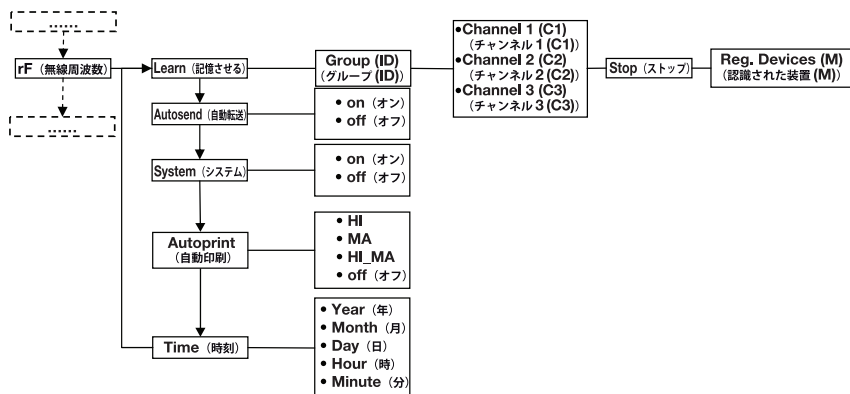 ......
rF（無線周波数）
......
Learn（記憶させる）
Group (ID)
（グループ(ID)）
•Channel 1 (C1)
（チャンネル 1 (C1)）
•Channel 2 (C2)
（チャンネル 2 (C2)）
•Channel 3 (C3)
（チャンネル 3 (C3)）
Stop（ストップ）
Reg. Devices (M)
（認識された装置(M)）
Autosend（自動転送）
• on（オン）
• off（オフ）
System（システム）
• on（オン）
• off（オフ）
Autoprint
（自動印刷）
• HI
• MA
• HI_MA
• off（オフ）
Time（時刻）
• Year（年）
• Month（月）
• Day（日）
• Hour（時）
• Minute（分）